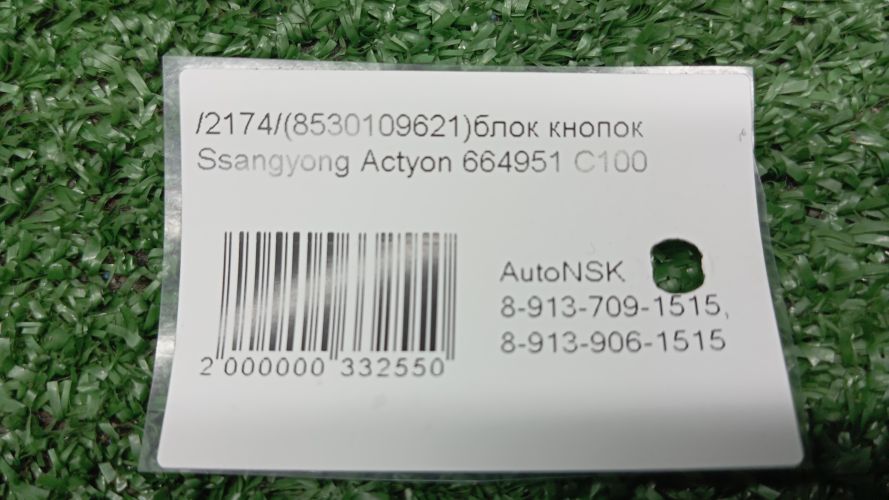 /2174/(8530109621)блок кнопок
Ssangyong Actyon 664951 C100
AutoNSK
8-913-709-1515,
8-913-906-1515
2 000000 332550